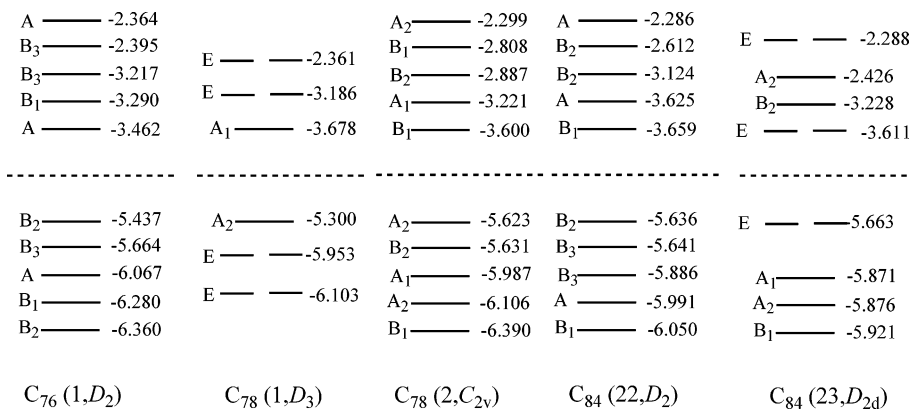 A -2.364
B3 -2.395
B3 -3.217
B1 -3.290
A -3.462
B2 -5.437
B3 -5.664
A -6.067
B1 -6.280
B2 -6.360
C76 (1,D2)
E -2.361
E -3.186
A1 -3.678
A2 -5.300
E -5.953
E -6.103
C78 (1,D3)
A2 -2.299
B1 -2.808
B2 -2.887
A1 -3.221
B1 -3.600
A2 -5.623
B2 -5.631
A1 -5.987
A2 -6.106
B1 -6.390
C78 (2,C2v)
A -2.286
B2 -2.612
B2 -3.124
A -3.625
B1 -3.659
B2 -5.636
B3 -5.641
B3 -5.886
A -5.991
B1 -6.050
C84 (22,D2)
E -2.288
A2 -2.426
B2 -3.228
E -3.611
E -5.663
A1 -5.871
A2 -5.876
B1 -5.921
C84 (23,D2d)